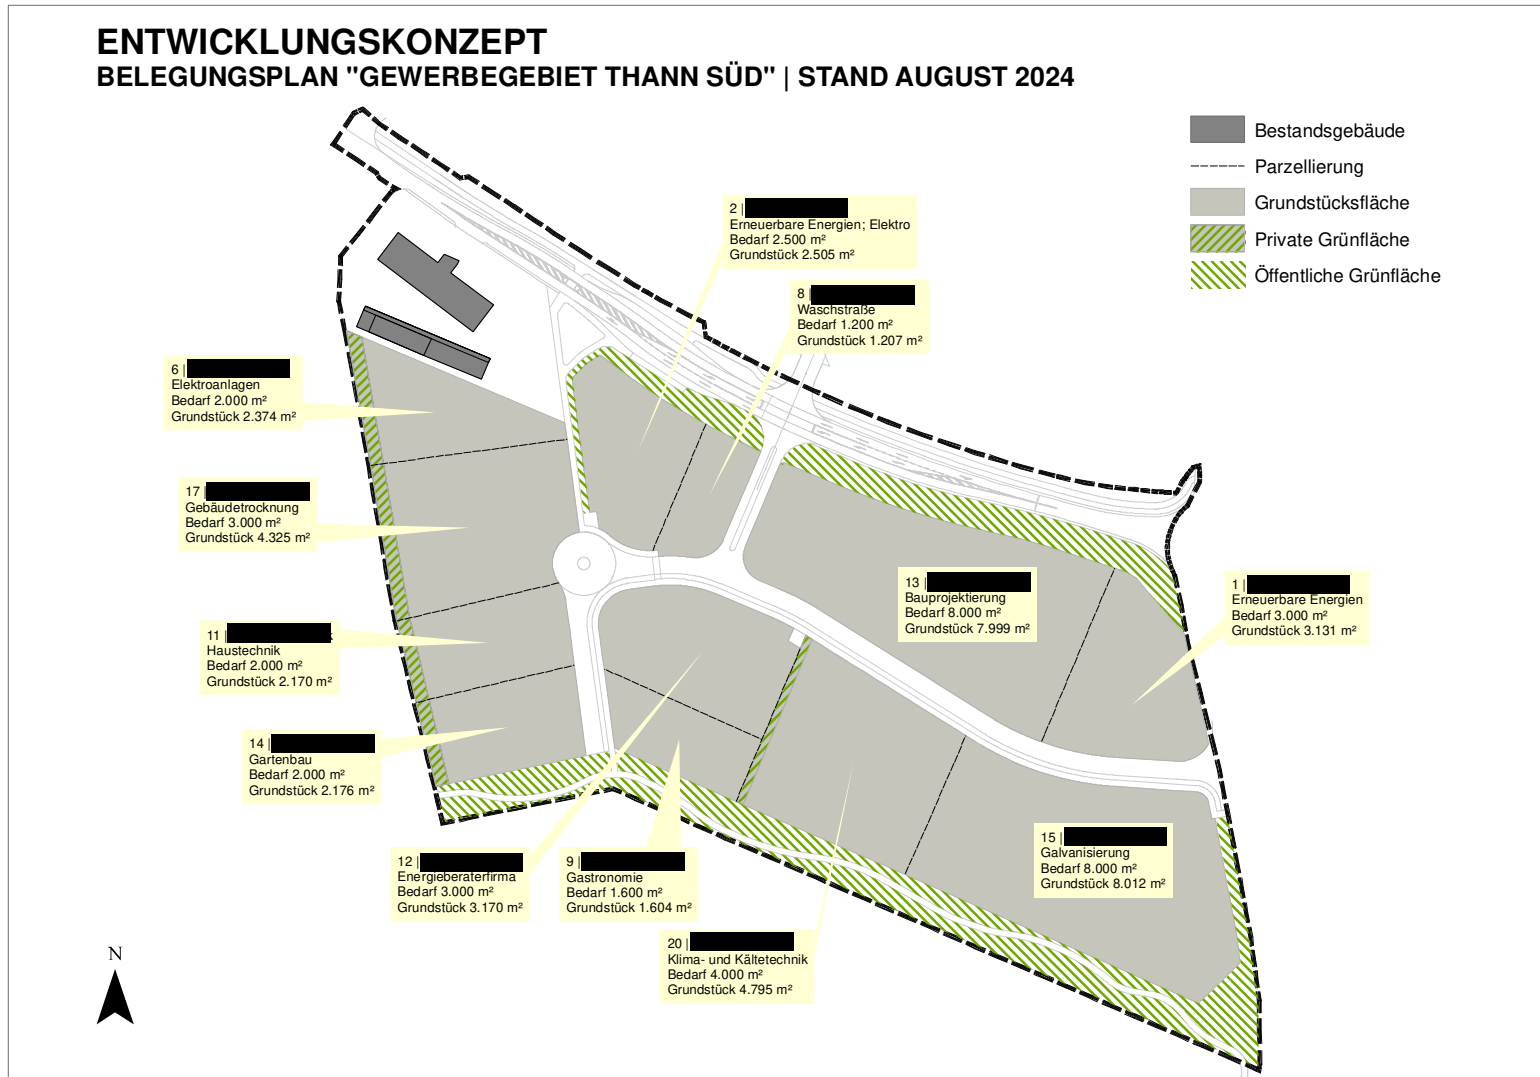 ENTWICKLUNGSKONZEPT
BELEGUNGSPLAN "GEWERBEGEBIET THANN SÜD" | STAND AUGUST 2024
Bestandsgebäude
Parzellierung
Grundstücksfläche
Private Grünfläche
Öffentliche Grünfläche
2 |
Erneuerbare Energien; Elektro
Bedarf 2.500 m²
Grundstück 2.505 m²
8 |
Waschstraße
Bedarf 1.200 m²
Grundstück 1.207 m²
6 |
Elektroanlagen
Bedarf 2.000 m²
Grundstück 2.374 m²
17 |
Gebäudetrocknung
Bedarf 3.000 m²
Grundstück 4.325 m²
13 |
Bauprojektierung
Bedarf 8.000 m²
Grundstück 7.999 m²
1 |
Erneuerbare Energien
Bedarf 3.000 m²
Grundstück 3.131 m²
11 |
Haustechnik
Bedarf 2.000 m²
Grundstück 2.170 m²
14 |
Gartenbau
Bedarf 2.000 m²
Grundstück 2.176 m²
15 |
Galvanisierung
Bedarf 8.000 m²
Grundstück 8.012 m²
12 |
Energieberaterfirma
Bedarf 3.000 m²
Grundstück 3.170 m²
9 |
Gastronomie
Bedarf 1.600 m²
Grundstück 1.604 m²
20 |
Klima- und Kältetechnik
Bedarf 4.000 m²
Grundstück 4.795 m²
N